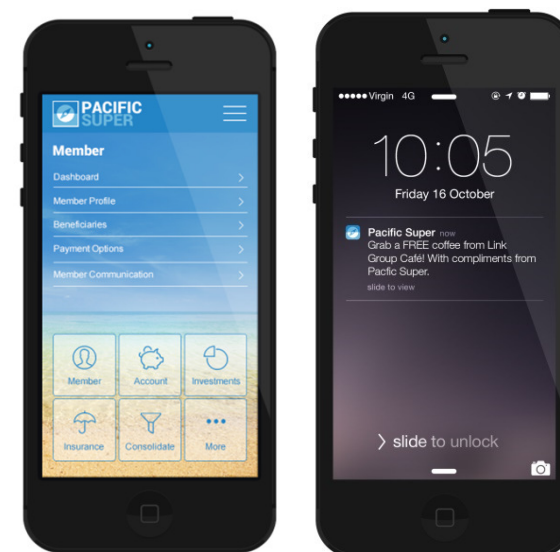 PACIFIC
SUPER
Member
Dashboard
Member Profile
Beneficiaries
Payment Options
Member Communication
Member
Account
Investments
Insurance
Consolidate
More
Virgin 4G
10:05
Friday 16 October
Pacific Super now
Grab a FREE coffee from Link
Group Café! With compliments from
Pacfic Super.
slide to view
> slide to unlock